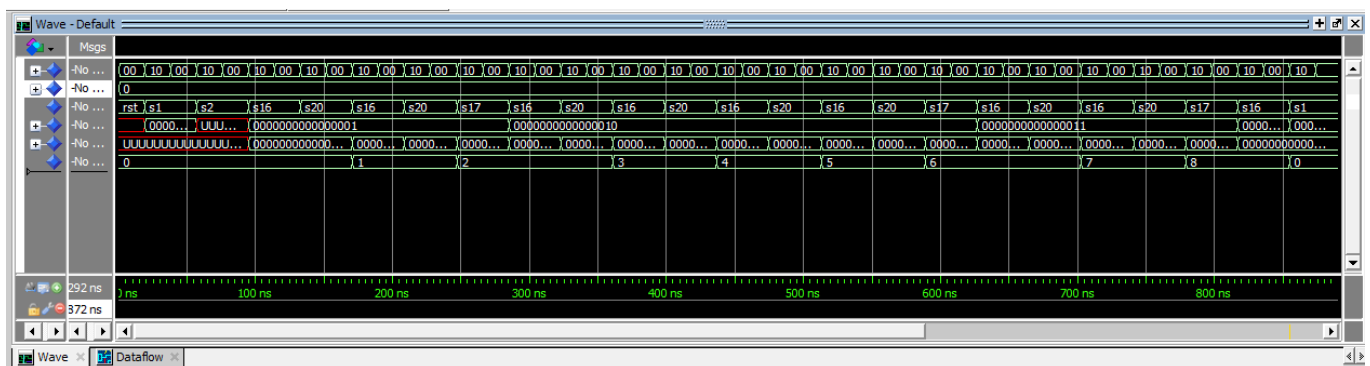 Wave - Default
Msgs
-No ... 00 10 00 10 00 10 00 10 00 10 00 10 00 10 00 10 00 10 00 10 00 10 00 10 00 10 00 10 00 10 00 10 00 10 00 10 00 10 00 10 00 10 00 10 00 10
-No ... 0
-No ... rst s1 s2 s16 s20 s16 s20 s17 s16 s20 s16 s20 s16 s20 s16 s20 s17 s16 s20 s16 s20 s17 s16 s1
-No ... 0000... UUU... 0000000000000001 0000000000000010 0000000000000011 0000... 000...
-No ... UUUUUUUUUUUUUU... 000000000000... 0000... 0000... 0000... 0000... 0000... 0000... 0000... 0000... 0000... 0000... 0000... 0000... 0000... 0000... 0000... 0000... 0000... 00000000000...
-No ... 0 1 2 3 4 5 6 7 8 0
292 ns
)ns 100 ns 200 ns 300 ns 400 ns 500 ns 600 ns 700 ns 800 ns
372 ns
Wave Dataflow